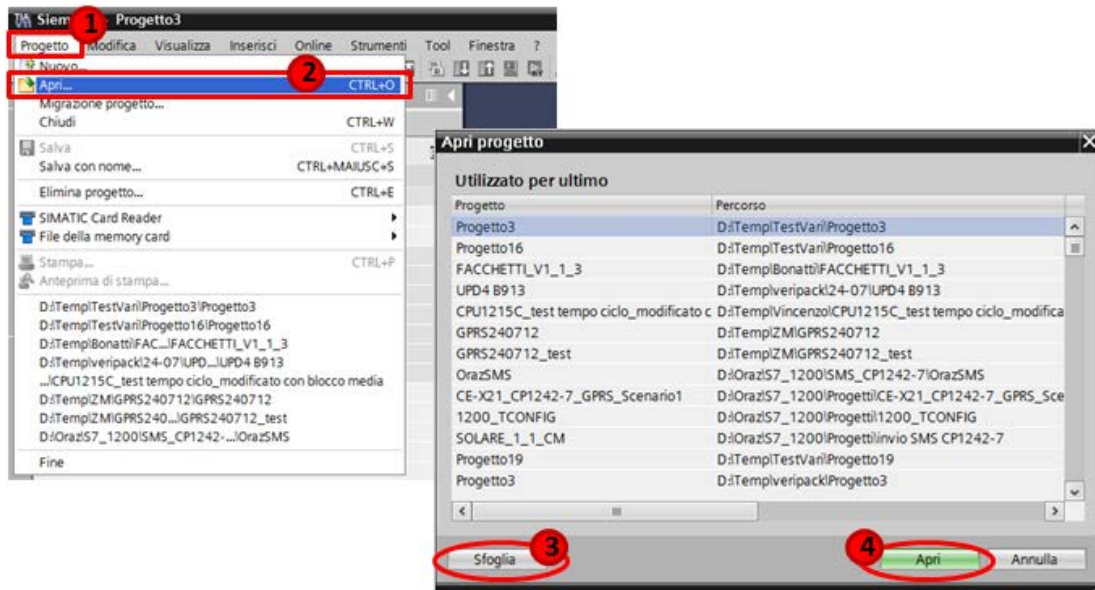 Siem Progetto3
1
Progetto Modifica Visualizza Inserisci Online Strumenti Tool Finestra ?
Nuovo...
2
Apri... CTRL+O
Migrazione progetto...
Chiudi CTRL+W
Salva CTRL+S
Salva con nome... CTRL+MAIUSC+S
Elimina progetto... CTRL+E
SIMATIC Card Reader
File della memory card
Stampa... CTRL+P
Anteprima di stampa...
D:\Temp\TestVari\Progetto3\Progetto3
D:\Temp\TestVari\Progetto16\Progetto16
D:\Temp\Bonatti\FAC...\FACCHETTI_V1_1_3
D:\Temp\veripack\24-07\UPD...\UPD4 B913
...\CPU1215C_test tempo ciclo_modificato con blocco media
D:\Temp\ZM\GPRS240712\GPRS240712
D:\Temp\ZM\GPRS240...\GPRS240712_test
D:\Oraz\S7_1200\SMS_CP1242-...\OrazSMS
Fine
Apri progetto
Utilizzato per ultimo
Progetto Percorso
Progetto3 D:\Temp\TestVari\Progetto3
Progetto16 D:\Temp\TestVari\Progetto16
FACCHETTI_V1_1_3 D:\Temp\Bonatti\FACCHETTI_V1_1_3
UPD4 B913 D:\Temp\veripack\24-07\UPD4 B913
CPU1215C_test tempo ciclo_modificato c D:\Temp\Vincenzo\CPU1215C_test tempo ciclo_modifica
GPRS240712 D:\Temp\ZM\GPRS240712
GPRS240712_test D:\Temp\ZM\GPRS240712_test
OrazSMS D:\Oraz\S7_1200\SMS_CP1242-7\OrazSMS
CE-X21_CP1242-7_GPRS_Scenario1 D:\Oraz\S7_1200\Progetti\CE-X21_CP1242-7_GPRS_Sce
1200_TCONFIG D:\Oraz\S7_1200\Progetti\1200_TCONFIG
SOLARE_1_1_CM D:\Oraz\S7_1200\Progetti\invio SMS CP1242-7
Progetto19 D:\Temp\TestVari\Progetto19
Progetto3 D:\Temp\veripack\Progetto3
3 4
Sfoglia Apri Annulla